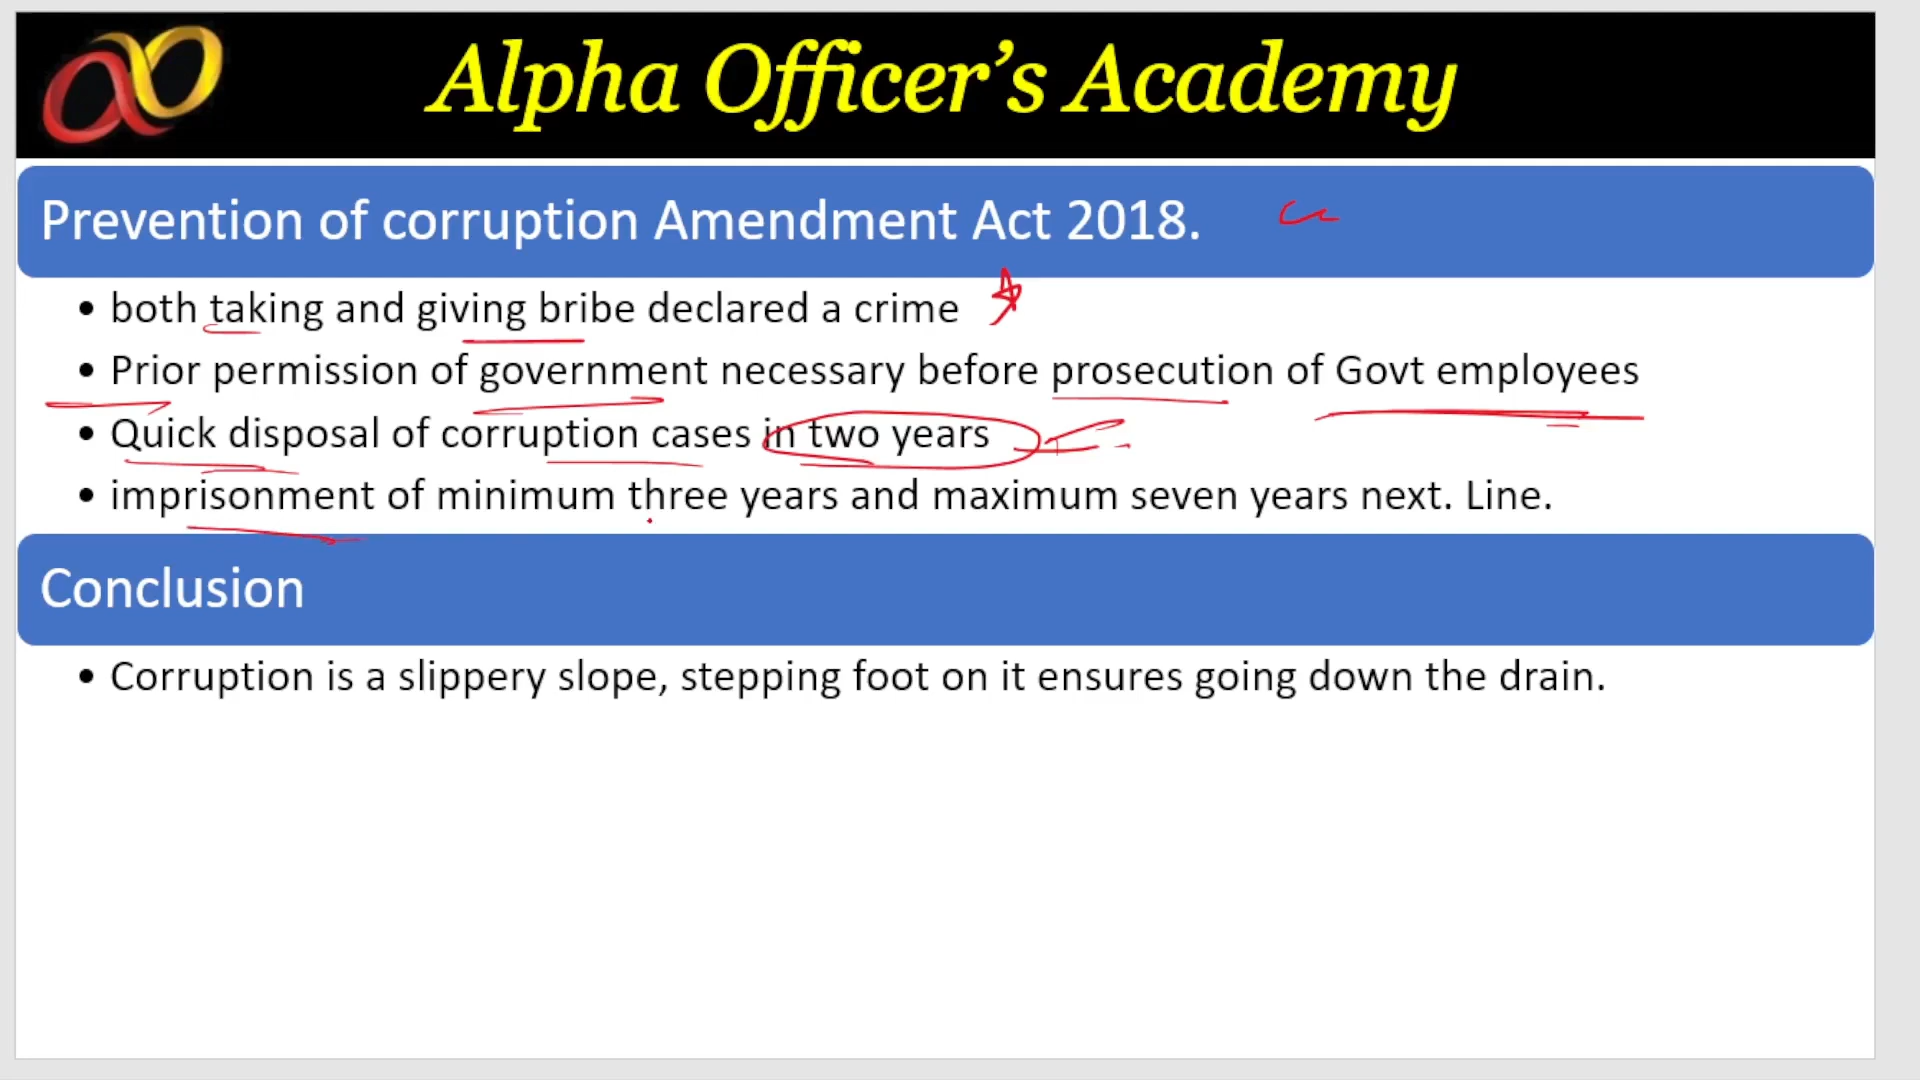 Alpha Officer’s Academy
Prevention of corruption Amendment Act 2018.
• both taking and giving bribe declared a crime
• Prior permission of government necessary before prosecution of Govt employees
• Quick disposal of corruption cases in two years
• imprisonment of minimum three years and maximum seven years next. Line.
Conclusion
• Corruption is a slippery slope, stepping foot on it ensures going down the drain.